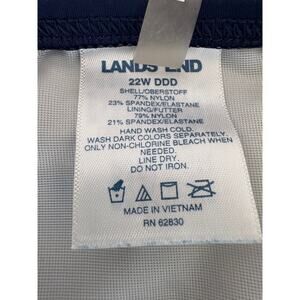 LANDS' END
22W DDD
SHELL/OBERSTOFF
77% NYLON
23% SPANDEX/ELASTANE
LINING/FUTTER
79% NYLON
21% SPANDEX/ELASTANE
HAND WASH COLD.
WASH DARK COLORS SEPARATELY.
ONLY NON-CHLORINE BLEACH WHEN
NEEDED.
LINE DRY.
DO NOT IRON.
MADE IN VIETNAM
RN 62830